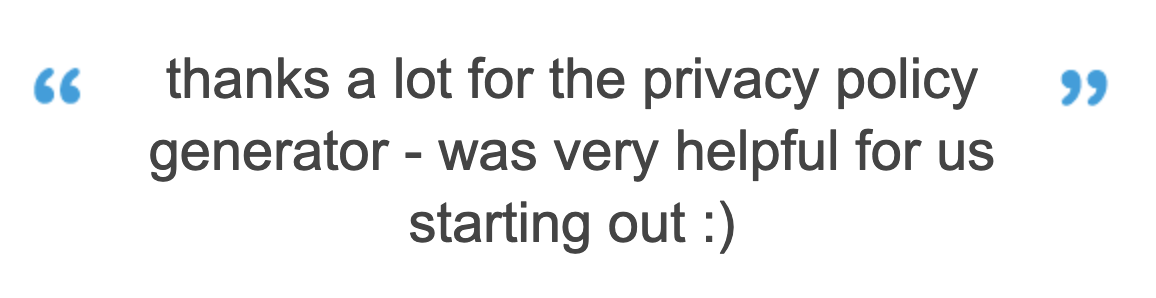 “ thanks a lot for the privacy policy ”
generator - was very helpful for us
starting out :)